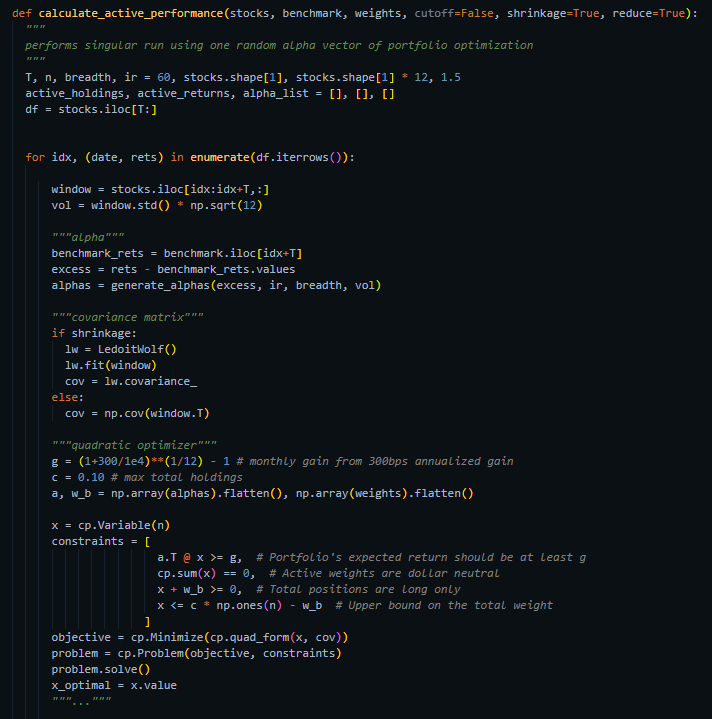 def calculate_active_performance(stocks, benchmark, weights, cutoff=False, shrinkage=True, reduce=True):
"""
performs singular run using one random alpha vector of portfolio optimization
"""
T, n, breadth, ir = 60, stocks.shape[1], stocks.shape[1] * 12, 1.5
active_holdings, active_returns, alpha_list = [], [], []
df = stocks.iloc[T:]
for idx, (date, rets) in enumerate(df.iterrows()):
window = stocks.iloc[idx:idx+T,:]
vol = window.std() * np.sqrt(12)
"""alpha"""
benchmark_rets = benchmark.iloc[idx+T]
excess = rets - benchmark_rets.values
alphas = generate_alphas(excess, ir, breadth, vol)
"""covariance matrix"""
if shrinkage:
lw = LedoitWolf()
lw.fit(window)
cov = lw.covariance_
else:
cov = np.cov(window.T)
"""quadratic optimizer"""
g = (1+300/1e4)**(1/12) - 1 # monthly gain from 300bps annualized gain
c = 0.10 # max total holdings
a, w_b = np.array(alphas).flatten(), np.array(weights).flatten()
x = cp.Variable(n)
constraints = [
a.T @ x >= g,  # Portfolio's expected return should be at least g
cp.sum(x) == 0,  # Active weights are dollar neutral
x + w_b >= 0,  # Total positions are long only
x <= c * np.ones(n) - w_b  # Upper bound on the total weight
]
objective = cp.Minimize(cp.quad_form(x, cov))
problem = cp.Problem(objective, constraints)
problem.solve()
x_optimal = x.value
"""..."""